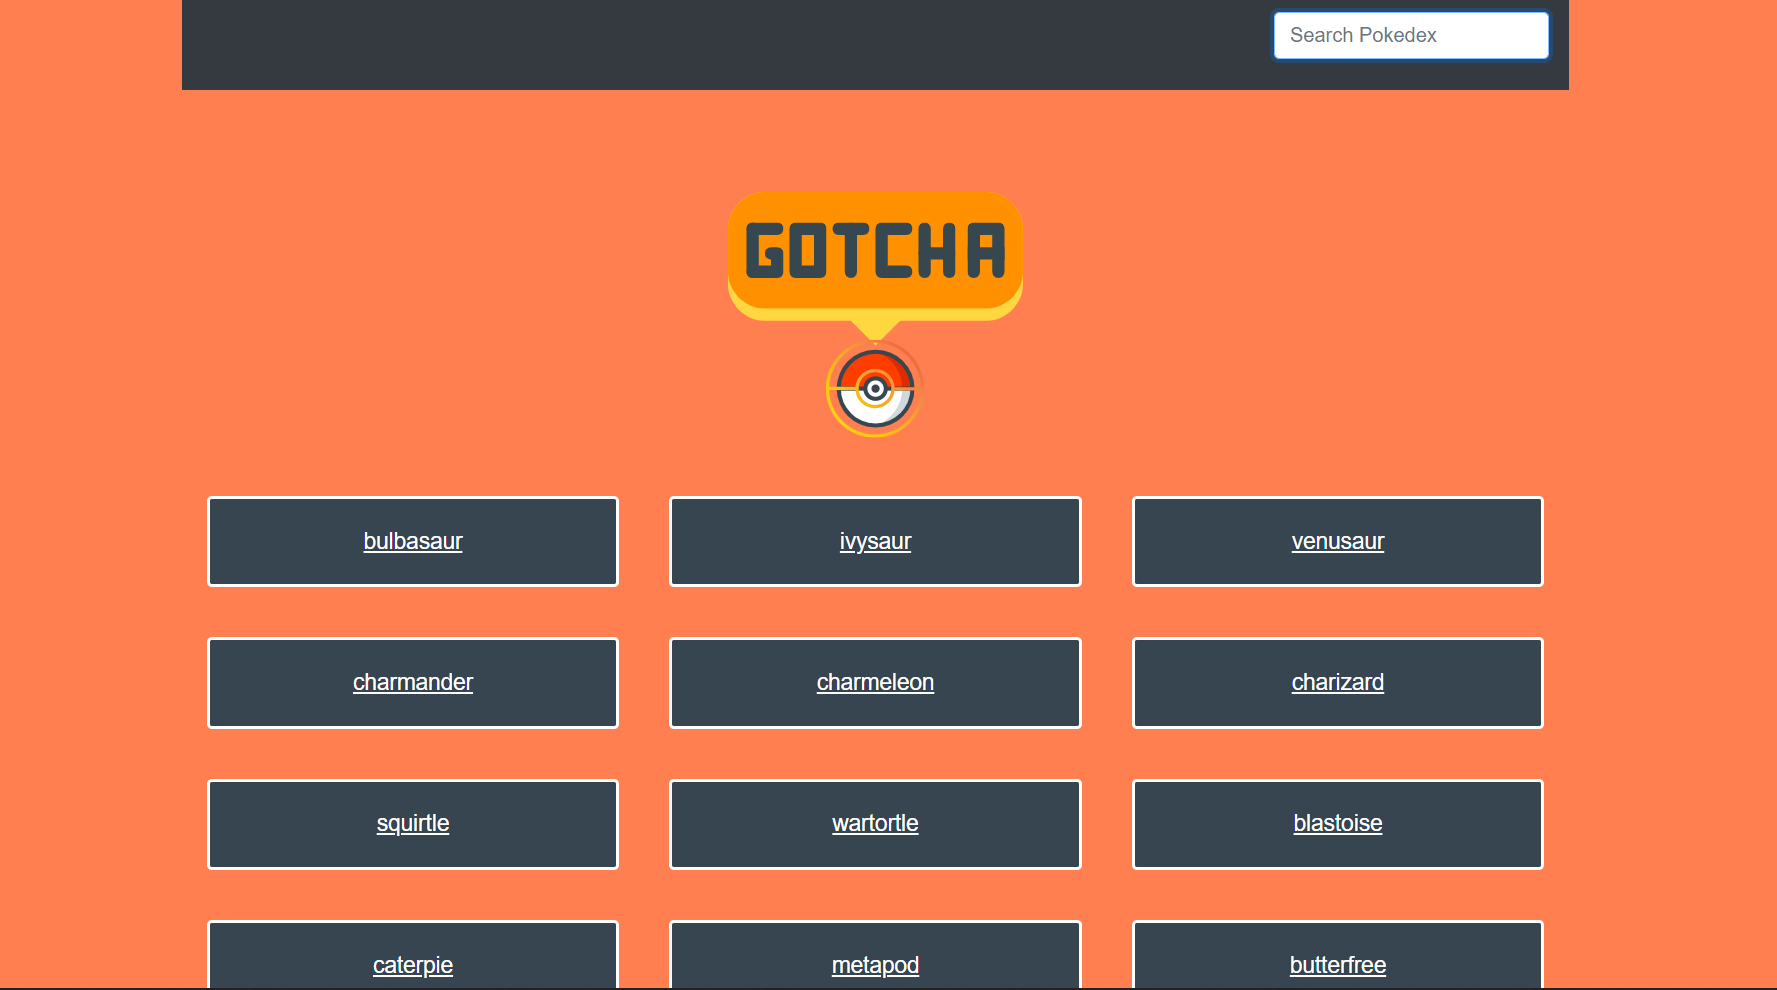 Search Pokedex
GOTCHA
bulbasaur
ivysaur
venusaur
charmander
charmeleon
charizard
squirtle
wartortle
blastoise
caterpie
metapod
butterfree